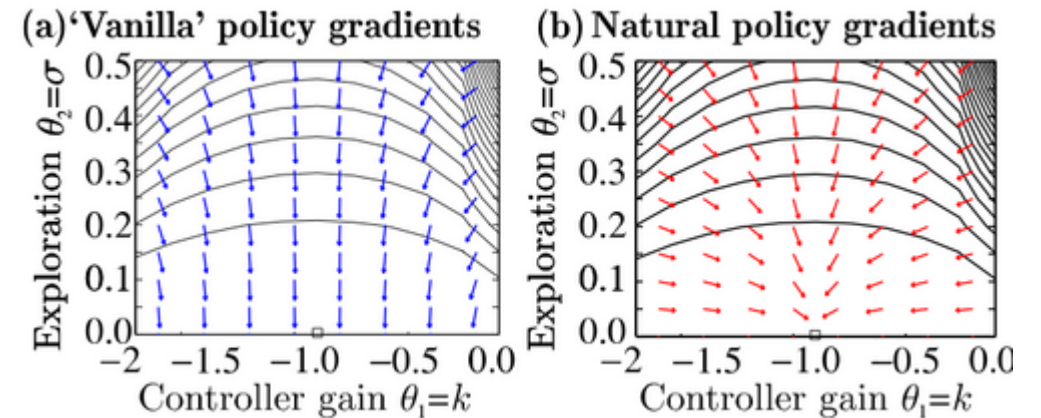 (a) 'Vanilla' policy gradients
Exploration θ₂=σ
0.5
0.4
0.3
0.2
0.1
0.0
−2 −1.5 −1.0 −0.5 0.0
Controller gain θ₁=k
(b) Natural policy gradients
Exploration θ₂=σ
0.5
0.4
0.3
0.2
0.1
0.0
−2 −1.5 −1.0 −0.5 0.0
Controller gain θ₁=k